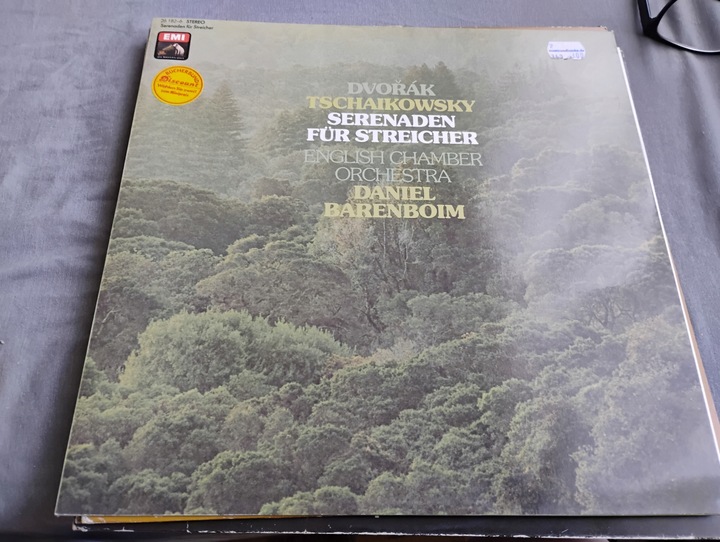 STEREO
Serenaden für Streicher
EMI
DVOŘÁK
TSCHAIKOWSKY
SERENADEN
FÜR STREICHER
ENGLISH CHAMBER
ORCHESTRA
DANIEL
BARENBOIM